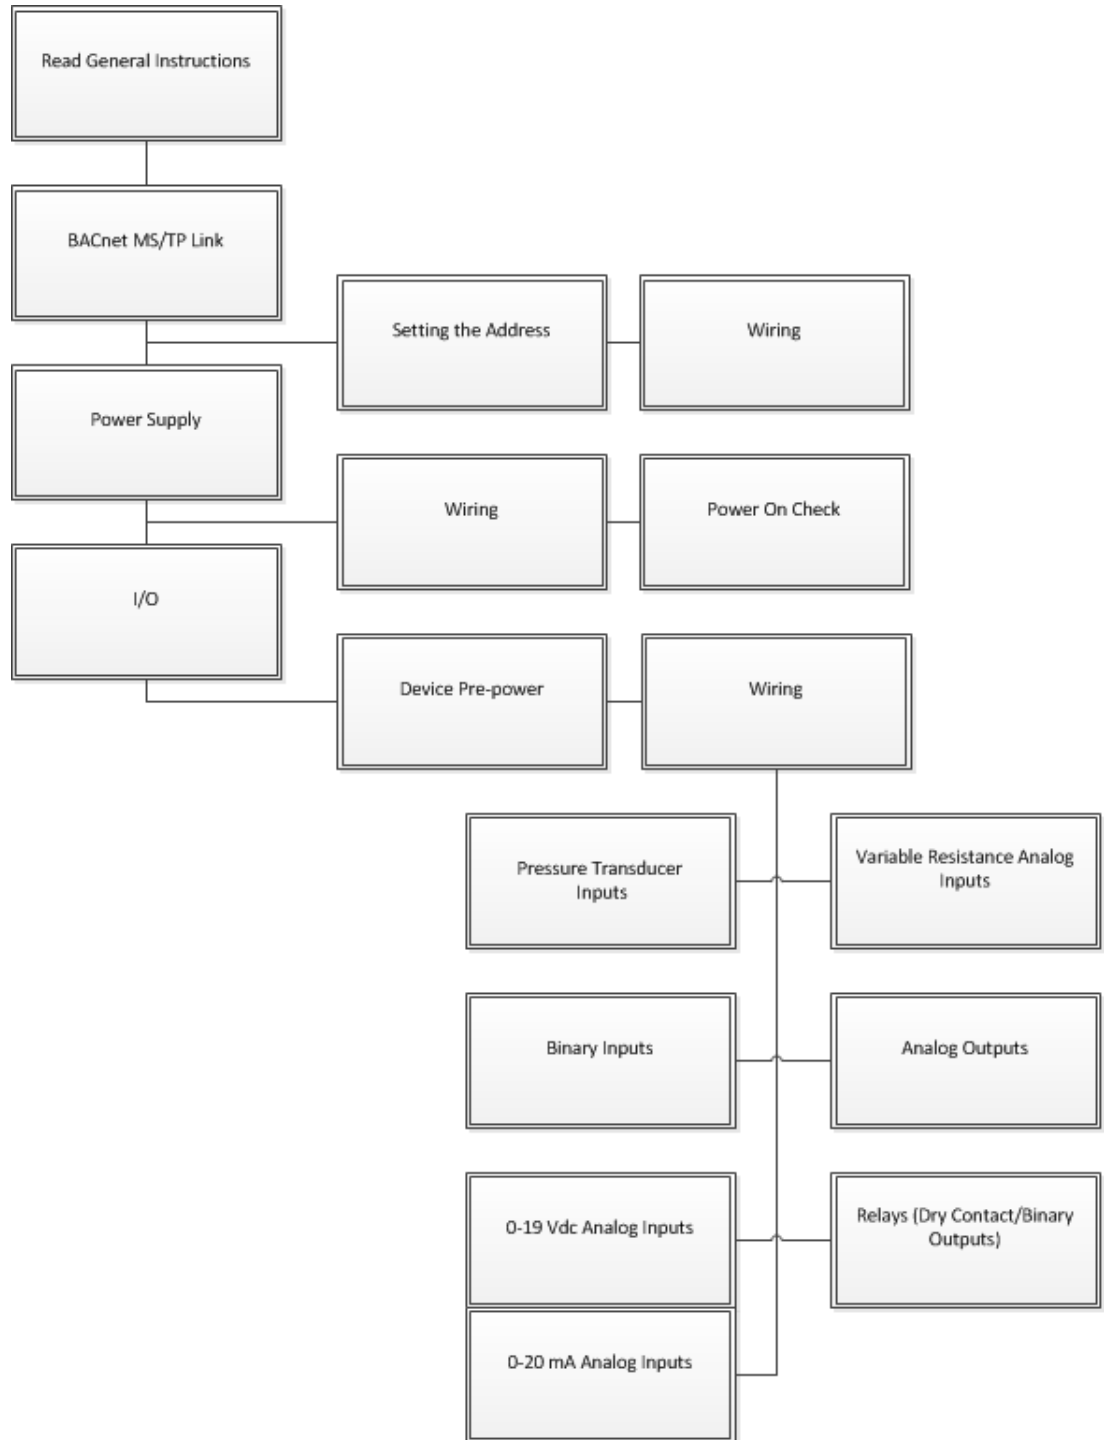 Read General Instructions
BACnet MS/TP Link
Setting the Address
Wiring
Power Supply
Wiring
Power On Check
I/O
Device Pre-power
Wiring
Pressure Transducer
Inputs
Variable Resistance Analog
Inputs
Binary Inputs
Analog Outputs
0-19 Vdc Analog Inputs
Relays (Dry Contact/Binary
Outputs)
0-20 mA Analog Inputs